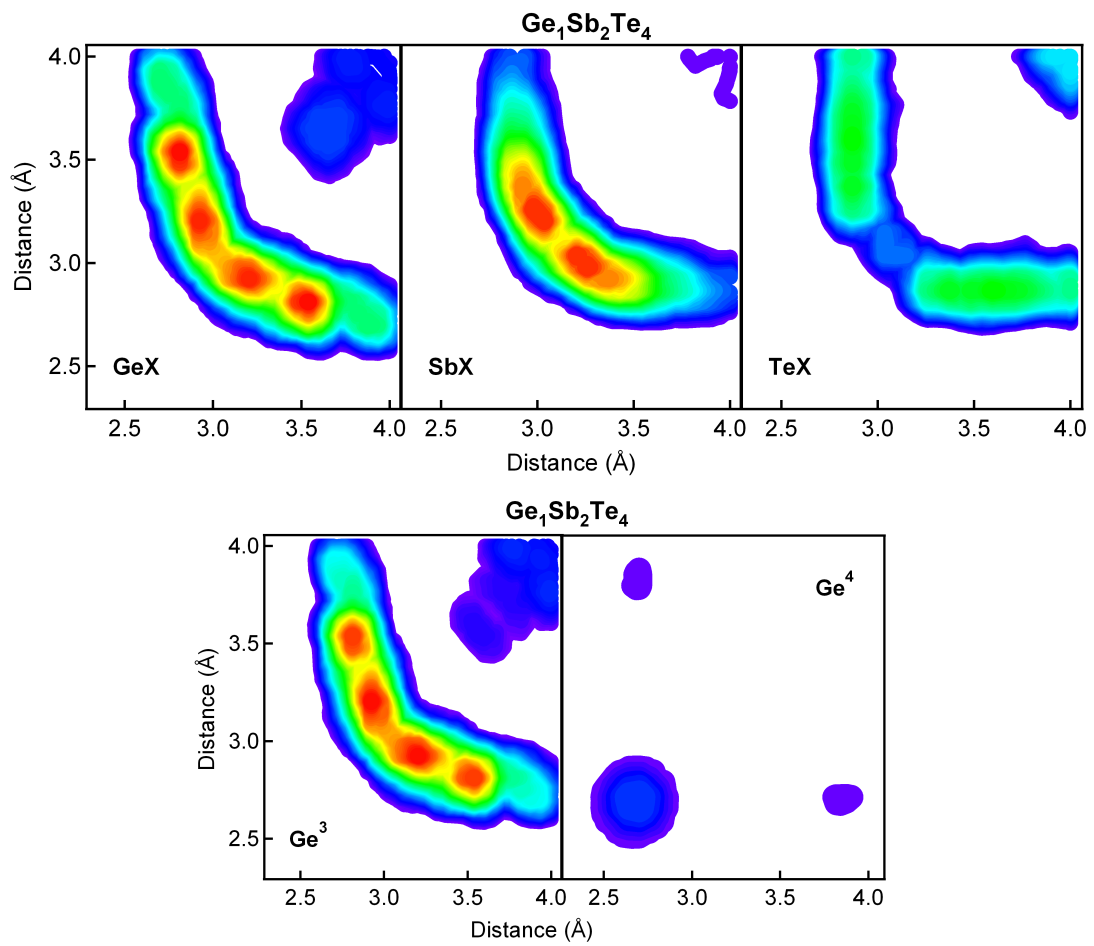 Ge₁Sb₂Te₄
4.0
3.5
3.0
2.5
Distance (Å)
GeX
SbX
TeX
2.5 3.0 3.5 4.0 2.5 3.0 3.5 4.0 2.5 3.0 3.5 4.0
Distance (Å)
Ge₁Sb₂Te₄
4.0
3.5
3.0
2.5
Distance (Å)
Ge³
Ge⁴
2.5 3.0 3.5 4.0 2.5 3.0 3.5 4.0
Distance (Å)